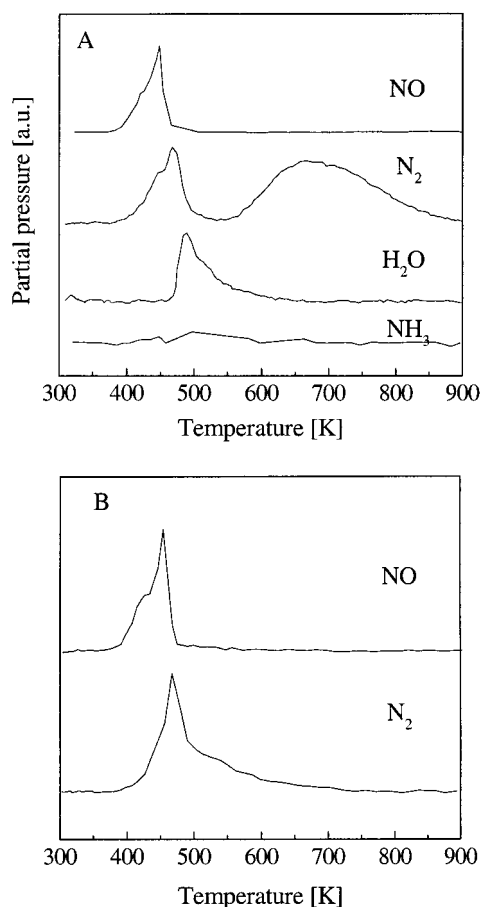 A
NO
N₂
H₂O
NH₃
Partial pressure [a.u.]
300 400 500 600 700 800 900
Temperature [K]
B
NO
N₂
300 400 500 600 700 800 900
Temperature [K]